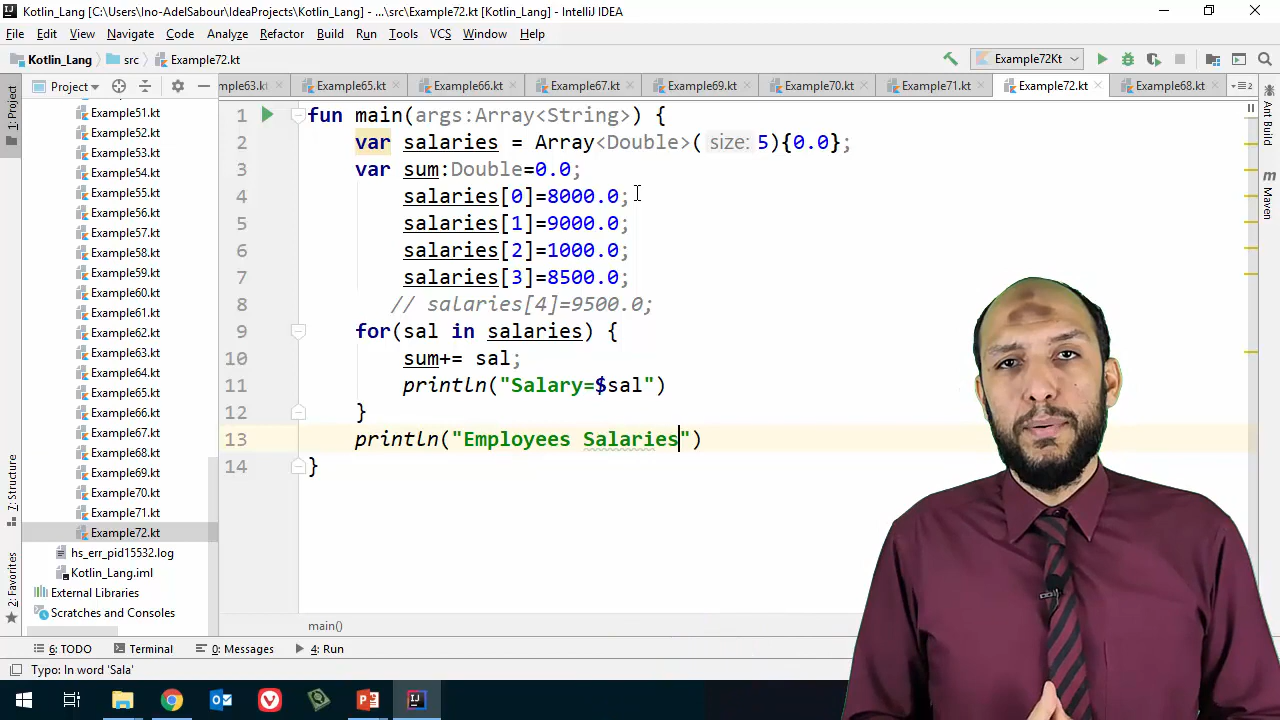 Kotlin_Lang [C:\Users\Ino-AdelSabour\IdeaProjects\Kotlin_Lang] - ...\src\Example72.kt [Kotlin_Lang] - IntelliJ IDEA
File Edit View Navigate Code Analyze Refactor Build Run Tools VCS Window Help
Kotlin_Lang src Example72.kt Example72Kt
Project mple63.kt Example65.kt Example66.kt Example67.kt Example69.kt Example70.kt Example71.kt Example72.kt Example68.kt 2
1: Project
7: Structure
2: Favorites
Ant Build
Maven
Example51.kt
Example52.kt
Example53.kt
Example54.kt
Example55.kt
Example56.kt
Example57.kt
Example58.kt
Example59.kt
Example60.kt
Example61.kt
Example62.kt
Example63.kt
Example64.kt
Example65.kt
Example66.kt
Example67.kt
Example68.kt
Example69.kt
Example70.kt
Example71.kt
Example72.kt
hs_err_pid15532.log
Kotlin_Lang.iml
External Libraries
Scratches and Consoles
1 fun main(args:Array<String>) {
2 var salaries = Array<Double>( size: 5){0.0};
3 var sum:Double=0.0;
4 salaries[0]=8000.0;
5 salaries[1]=9000.0;
6 salaries[2]=1000.0;
7 salaries[3]=8500.0;
8 // salaries[4]=9500.0;
9 for(sal in salaries) {
10 sum+= sal;
11 println("Salary=$sal")
12 }
13 println("Employees Salaries")
14 }
main()
6: TODO Terminal 0: Messages 4: Run
Typo: In word 'Sala'